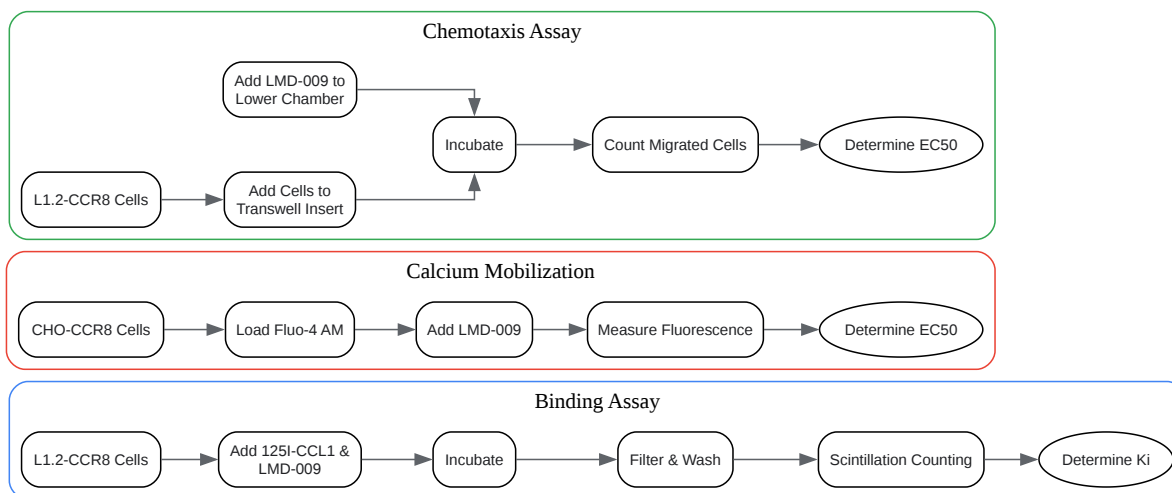 Chemotaxis Assay
Add LMD-009 to
Lower Chamber
Incubate
Count Migrated Cells
Determine EC50
L1.2-CCR8 Cells
Add Cells to
Transwell Insert
Calcium Mobilization
CHO-CCR8 Cells
Load Fluo-4 AM
Add LMD-009
Measure Fluorescence
Determine EC50
Binding Assay
L1.2-CCR8 Cells
Add 125I-CCL1 &
LMD-009
Incubate
Filter & Wash
Scintillation Counting
Determine Ki